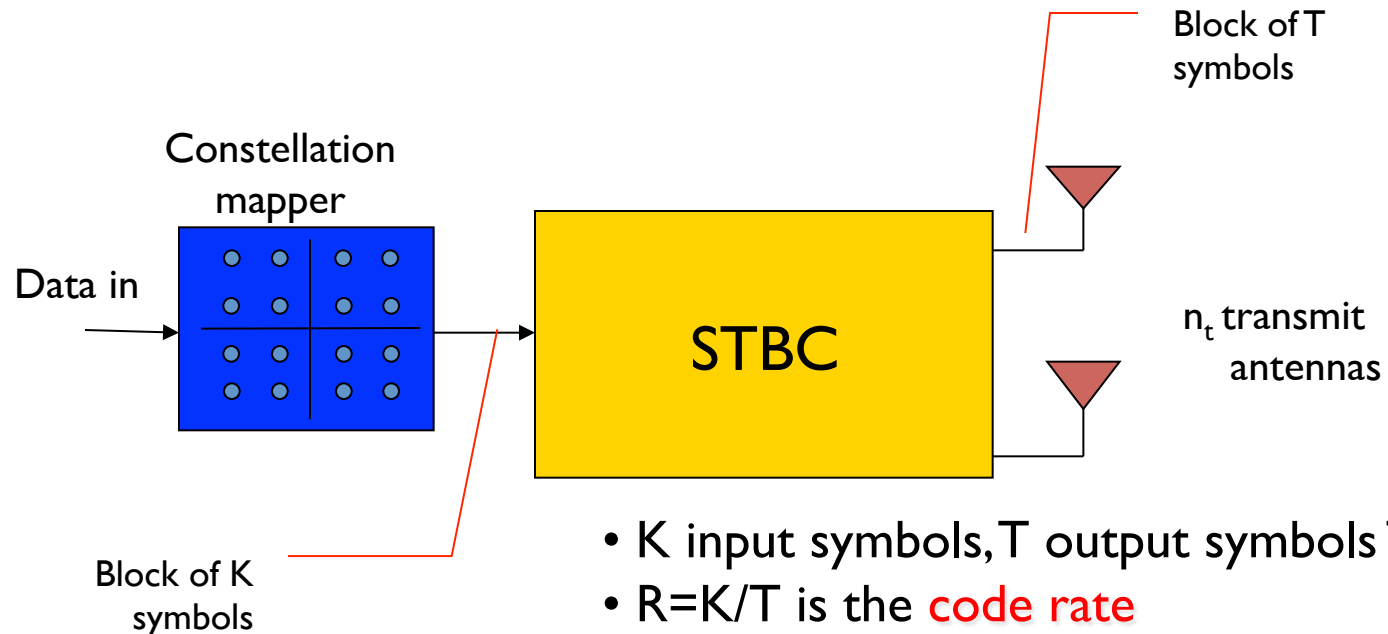 Block of T
symbols
Constellation
mapper
Data in
STBC
n_t transmit
antennas
Block of K
symbols
• K input symbols, T output symbols
• R=K/T is the code rate